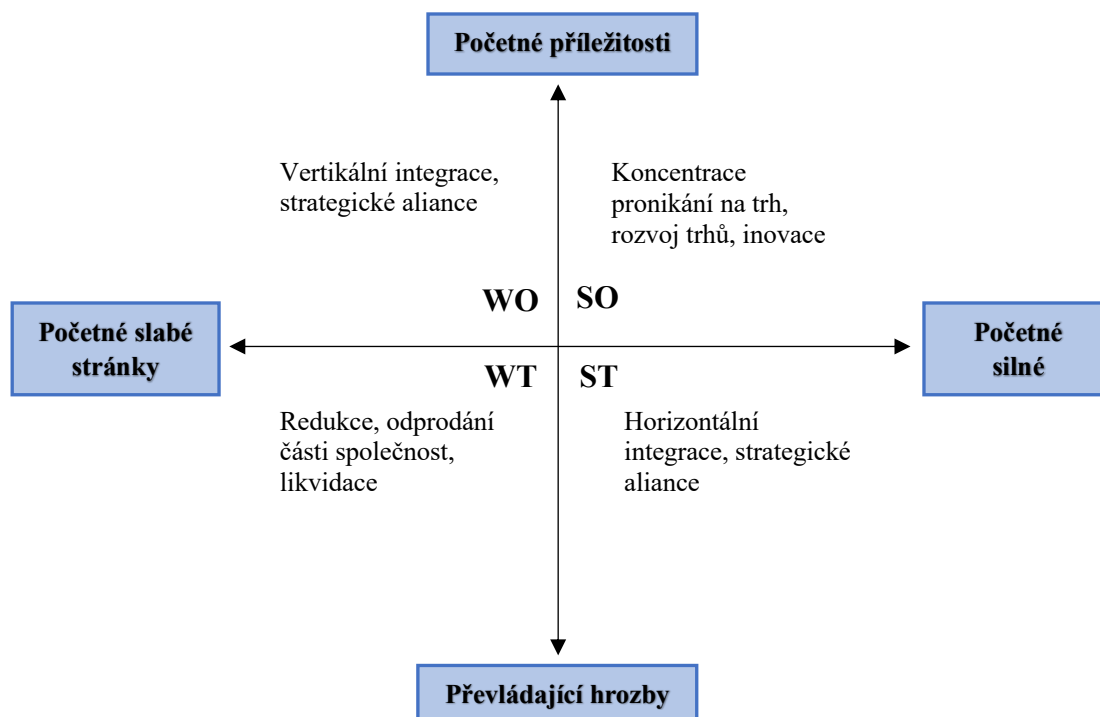 Početné příležitosti
Vertikální integrace,
strategické aliance
Koncentrace
pronikání na trh,
rozvoj trhů, inovace
WO
SO
Početné slabé
stránky
Početné
silné
WT
ST
Redukce, odprodání
části společnost,
likvidace
Horizontální
integrace, strategické
aliance
Převládající hrozby